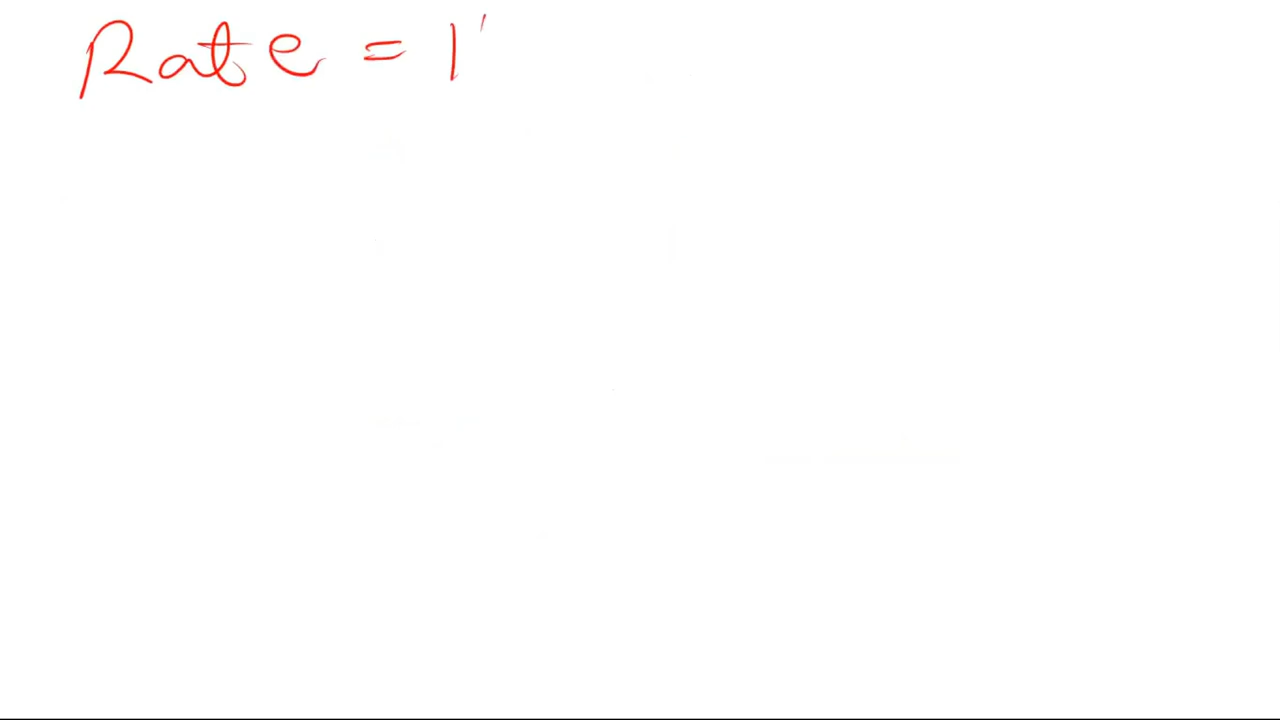 Rate = 1'